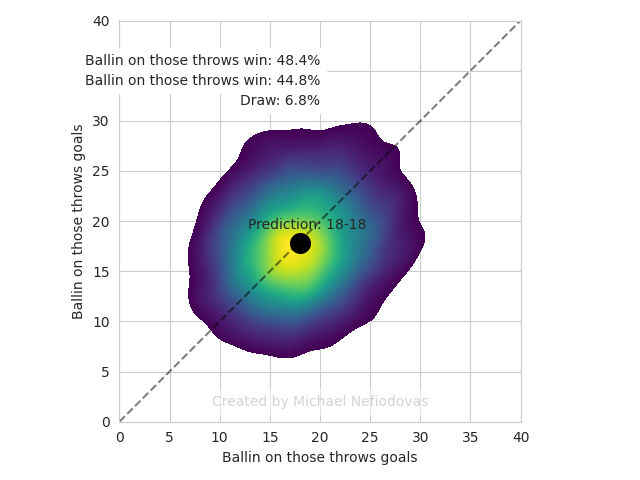 40
Ballin on those throws win: 48.4%
Ballin on those throws win: 44.8%
Draw: 6.8%
30
25
20
15
10
5
0
Ballin on those throws goals
Prediction: 18-18
Created by Michael Nefiodovas
0 5 10 15 20 25 30 35 40
Ballin on those throws goals